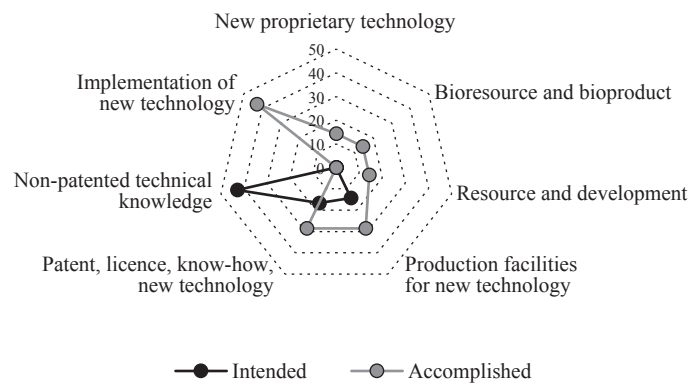 New proprietary technology
50
40
30
20
10
0
Implementation of
new technology
Bioresource and bioproduct
Non-patented technical
knowledge
Resource and development
Patent, licence, know-how,
new technology
Production facilities
for new technology
Intended
Accomplished